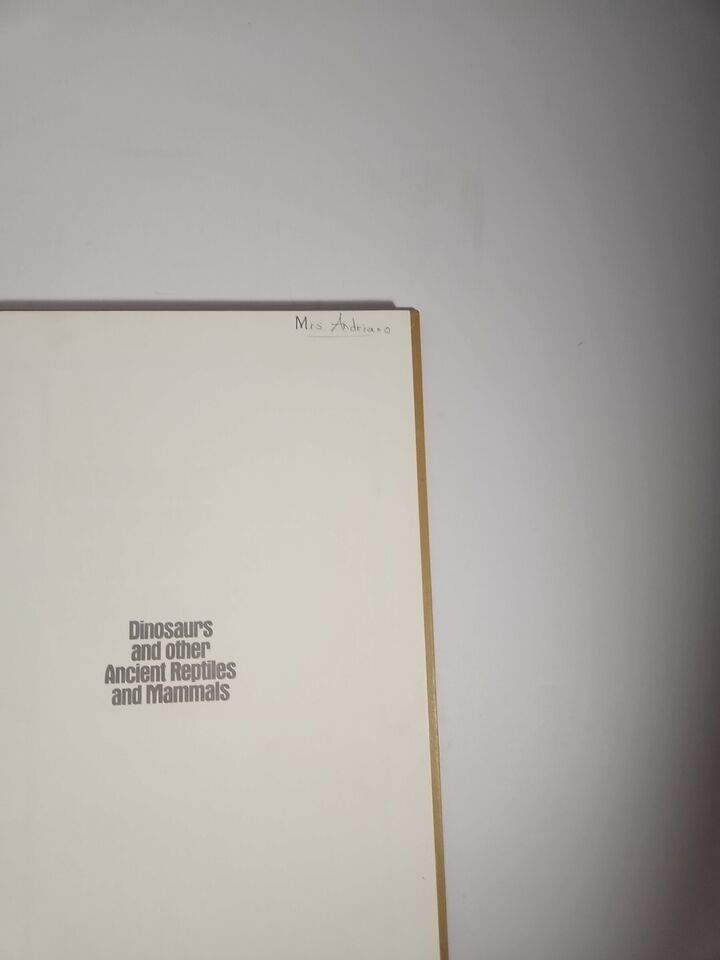 Mrs Andriano
Dinosaurs
and other
Ancient Reptiles
and Mammals